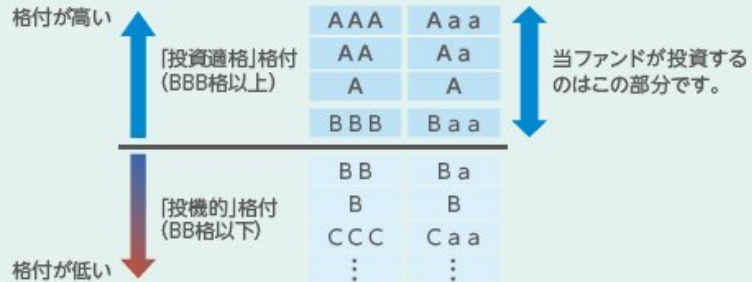 格付が高い
「投資適格」格付
(BBB格以上)
AAA Aaa
AA Aa
A A
BBB Baa
当ファンドが投資する
のはこの部分です。
「投機的」格付
(BB格以下)
BB Ba
B B
CCC Caa
⋮ ⋮
格付が低い